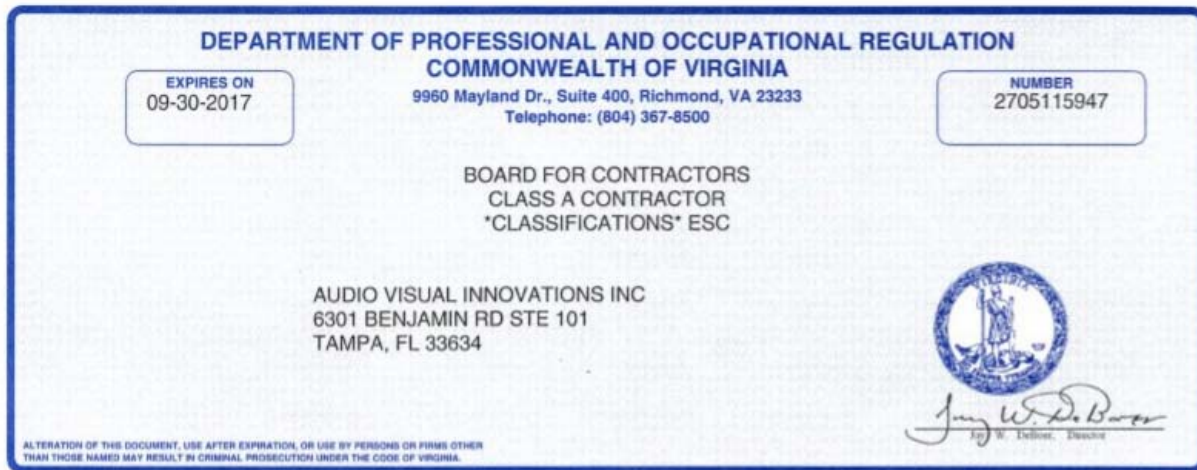 DEPARTMENT OF PROFESSIONAL AND OCCUPATIONAL REGULATION
COMMONWEALTH OF VIRGINIA
EXPIRES ON
09-30-2017
9960 Mayland Dr., Suite 400, Richmond, VA 23233
Telephone: (804) 367-8500
NUMBER
2705115947
BOARD FOR CONTRACTORS
CLASS A CONTRACTOR
*CLASSIFICATIONS* ESC
AUDIO VISUAL INNOVATIONS INC
6301 BENJAMIN RD STE 101
TAMPA, FL 33634
VIRGINIA
Jay W. DeBoer, Director
ALTERATION OF THIS DOCUMENT, USE AFTER EXPIRATION, OR USE BY PERSONS OR FIRMS OTHER
THAN THOSE NAMED MAY RESULT IN CRIMINAL PROSECUTION UNDER THE CODE OF VIRGINIA.